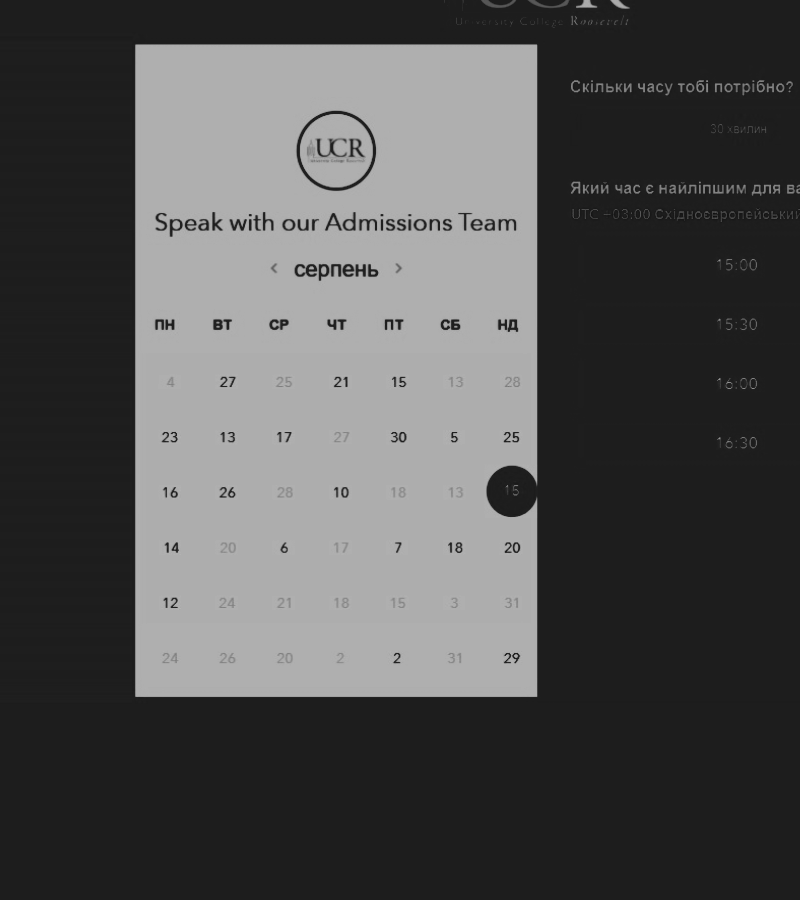 UCR
University College Roosevelt
UCR
University College Roosevelt
Speak with our Admissions Team
серпень
ПН ВТ СР ЧТ ПТ СБ НД
4 27 25 21 15 13 28
23 13 17 27 30 5 25
16 26 28 10 18 13 15
14 20 6 17 7 18 20
12 24 21 18 15 3 31
24 26 20 2 2 31 29
Скільки часу тобі потрібно?
30 хвилин
Який час є найліпшим для ва
UTC +03:00 Східноєвропейський
15:00
15:30
16:00
16:30